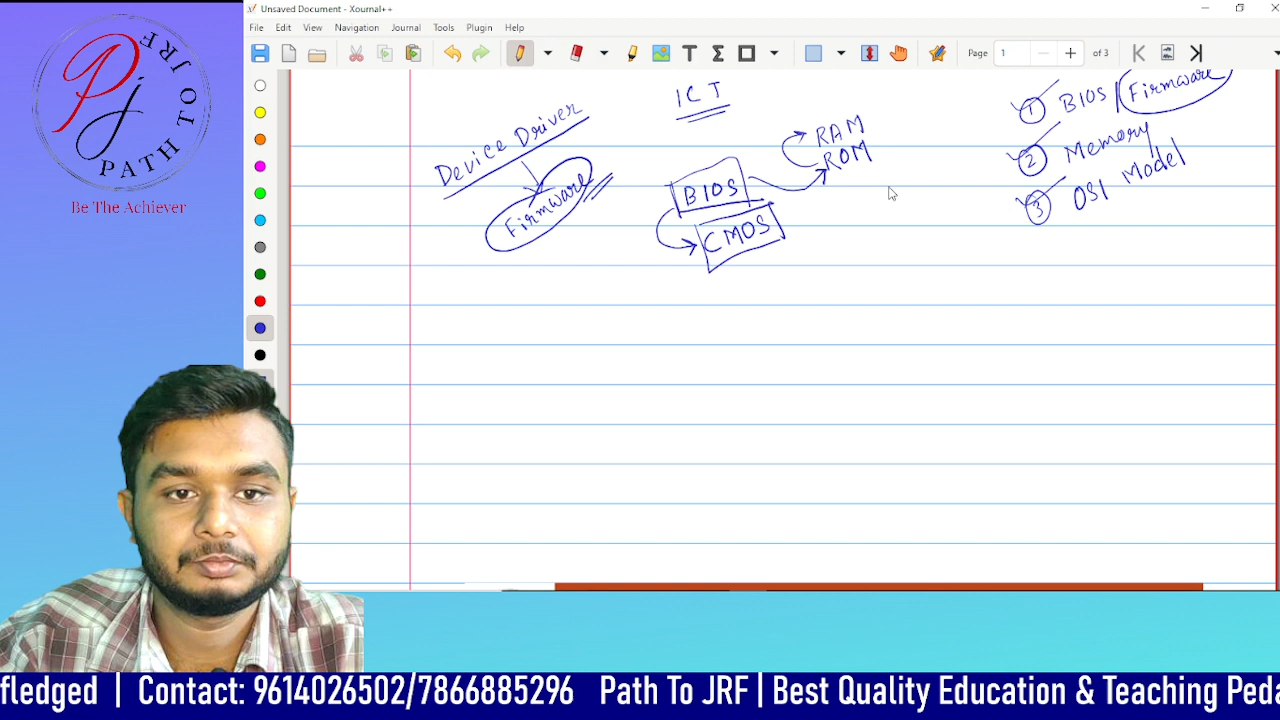 Unsaved Document - Xournal++
File Edit View Navigation Journal Tools Plugin Help
Page 1 of 3
PJ
PATH TO JRF
Be The Achiever
ICT
Device Driver
Firmware
BIOS
CMOS
RAM
ROM
1 BIOS / Firmware
2 Memory
3 OSI Model
fledged | Contact: 9614026502/7866885296 Path To JRF | Best Quality Education & Teaching Peda